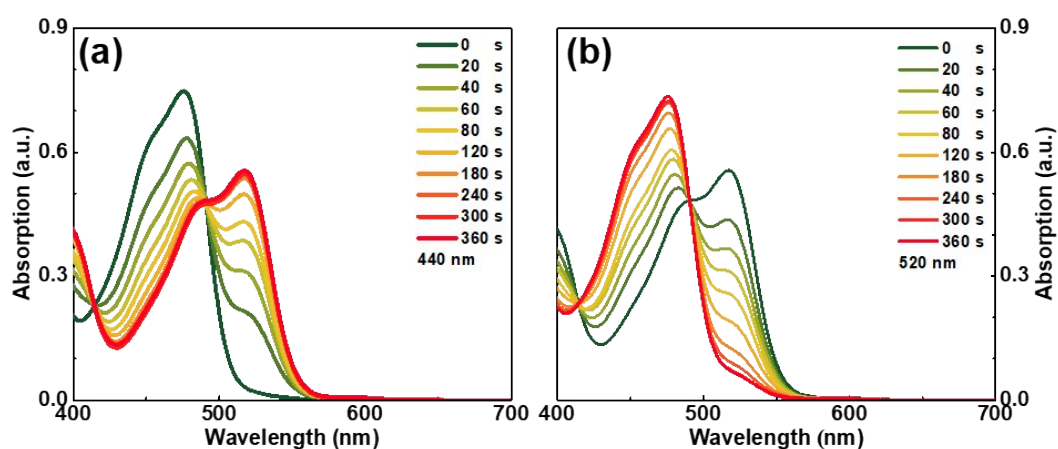 (a)
0.9
0.6
0.3
0.0
Absorption (a.u.)
0 s
20 s
40 s
60 s
80 s
120 s
180 s
240 s
300 s
360 s
440 nm
400
500
600
700
Wavelength (nm)
(b)
0 s
20 s
40 s
60 s
80 s
120 s
180 s
240 s
300 s
360 s
520 nm
400
500
600
700
Wavelength (nm)
0.9
0.6
0.3
0.0
Absorption (a.u.)